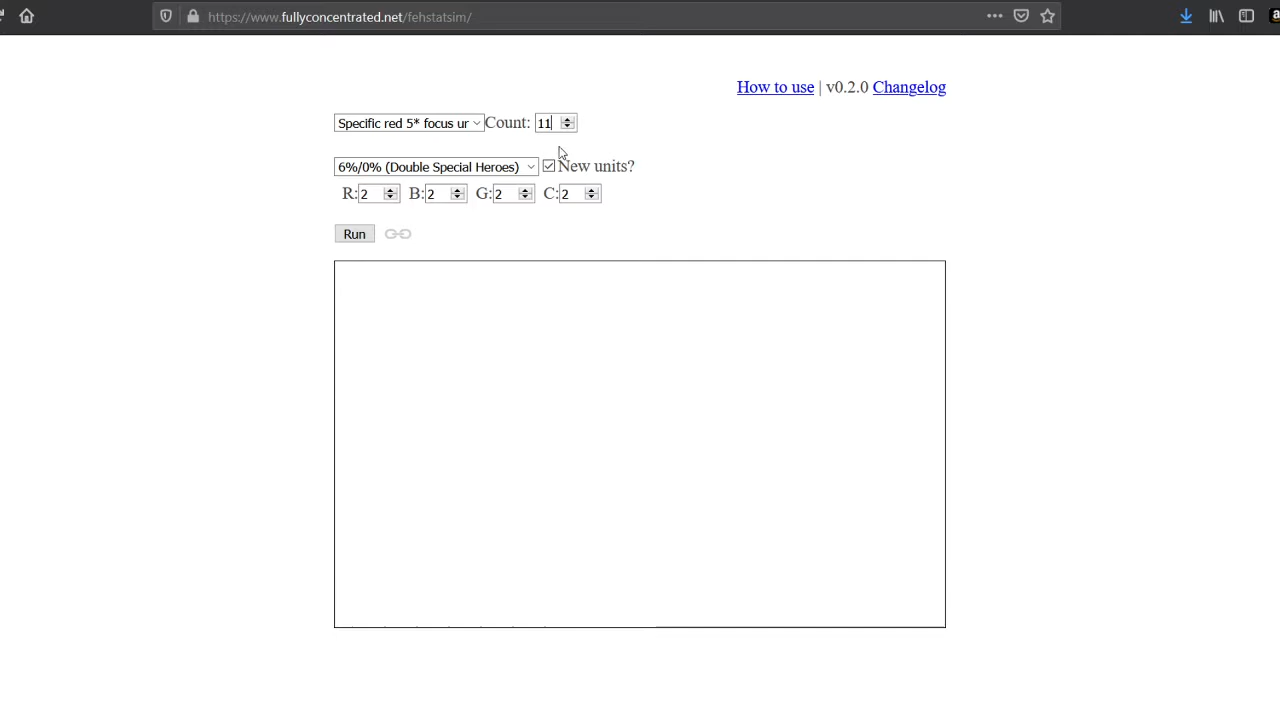 https://www.fullyconcentrated.net/fehstatsim/
How to use | v0.2.0 Changelog
Specific red 5* focus ur Count: 11
6%/0% (Double Special Heroes) New units?
R: 2 B: 2 G: 2 C: 2
Run